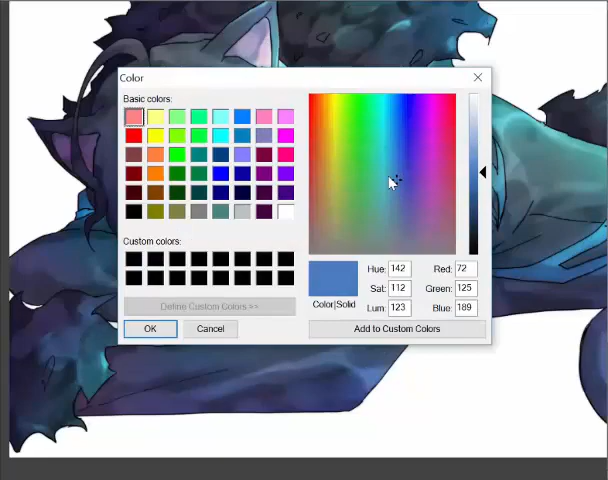 Color
Basic colors:
Custom colors:
Define Custom Colors >>
OK Cancel
Color|Solid
Hue: 142 Red: 72
Sat: 112 Green: 125
Lum: 123 Blue: 189
Add to Custom Colors